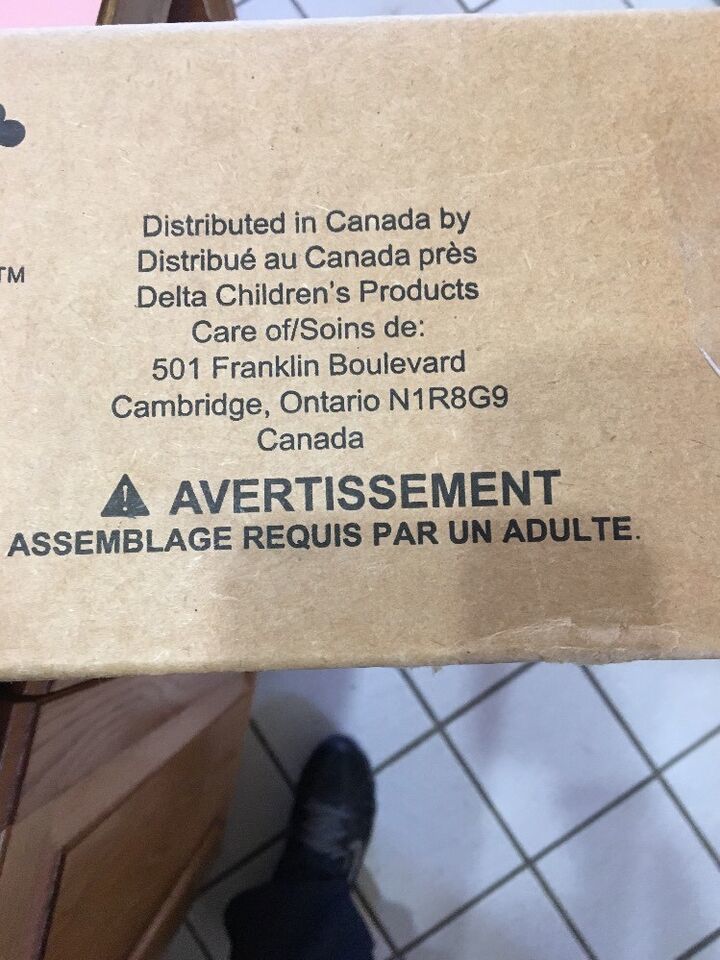 Distributed in Canada by
Distribué au Canada près
TM
Delta Children's Products
Care of/Soins de:
501 Franklin Boulevard
Cambridge, Ontario N1R8G9
Canada
AVERTISSEMENT
ASSEMBLAGE REQUIS PAR UN ADULTE.